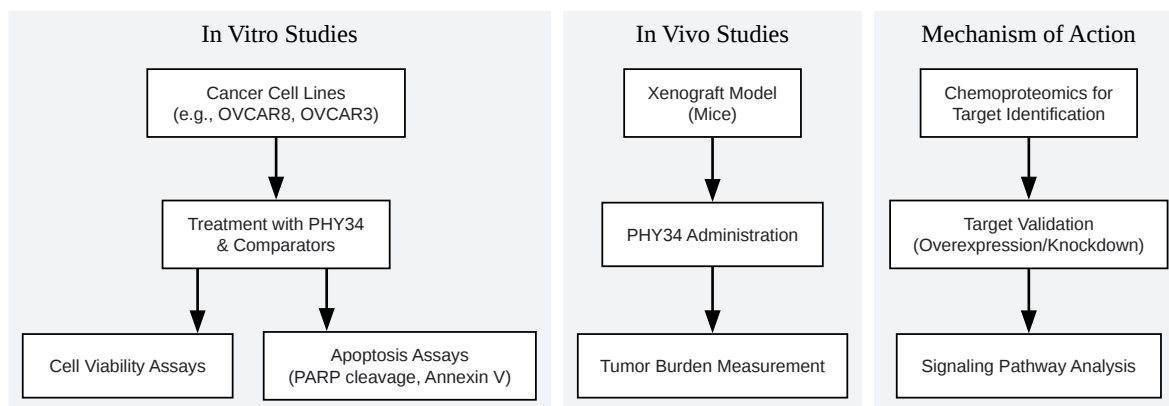 In Vitro Studies
Cancer Cell Lines
(e.g., OVCAR8, OVCAR3)
Treatment with PHY34
& Comparators
Cell Viability Assays
Apoptosis Assays
(PARP cleavage, Annexin V)
In Vivo Studies
Xenograft Model
(Mice)
PHY34 Administration
Tumor Burden Measurement
Mechanism of Action
Chemoproteomics for
Target Identification
Target Validation
(Overexpression/Knockdown)
Signaling Pathway Analysis